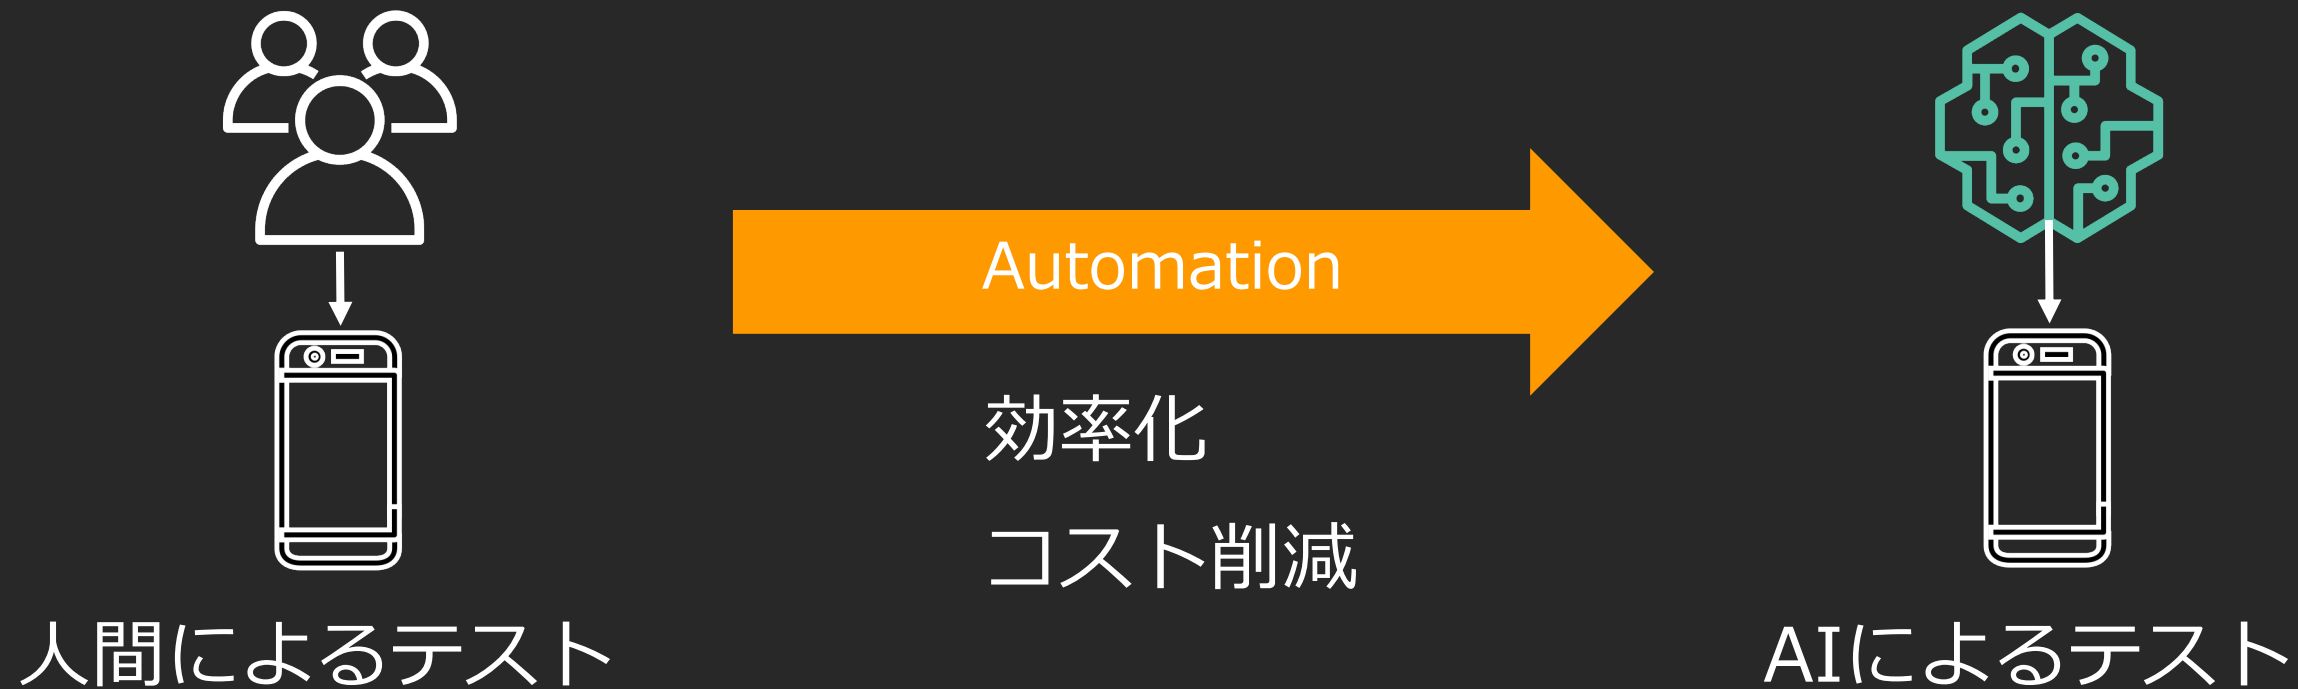 Automation
効率化
コスト削減
人間によるテスト
AIによるテスト